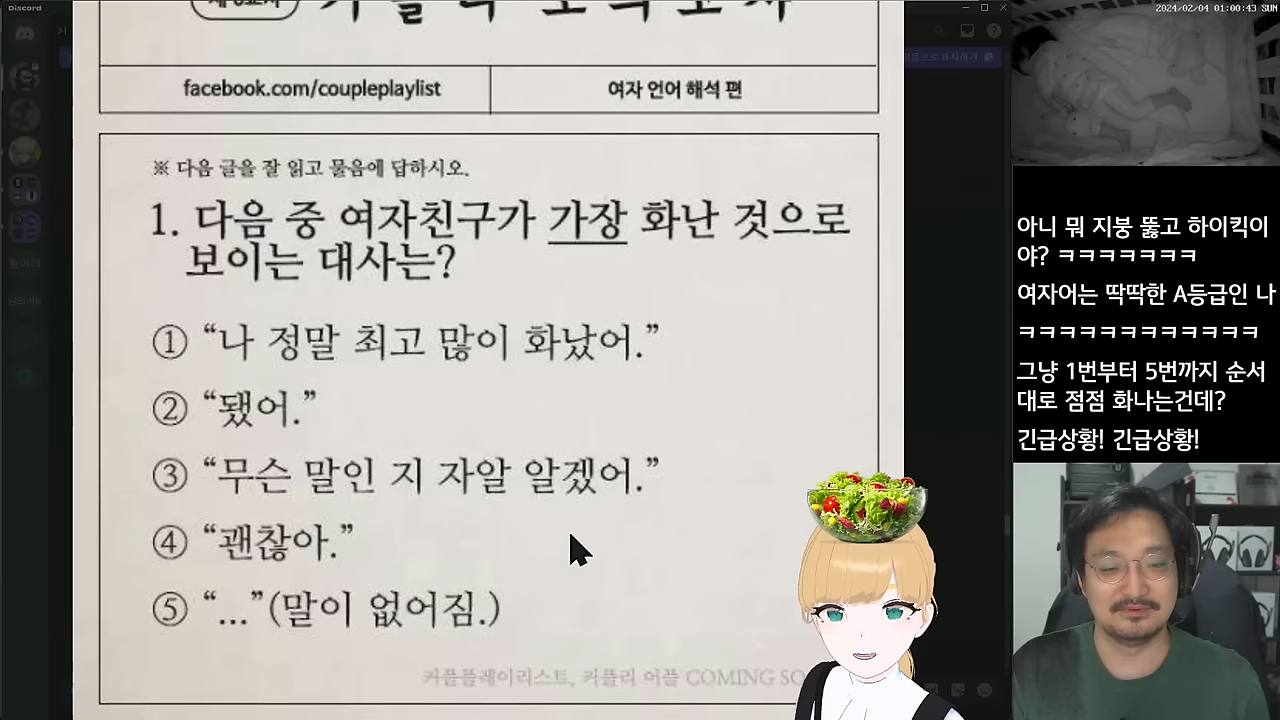 Discord
2024/02/04 01:00:43 SUN
facebook.com/coupleplaylist
여자 언어 해석 편
※ 다음 글을 잘 읽고 물음에 답하시오.
1. 다음 중 여자친구가 가장 화난 것으로
보이는 대사는?
① “나 정말 최고 많이 화났어.”
② “됐어.”
③ “무슨 말인 지 자알 알겠어.”
④ “괜찮아.”
⑤ “...”(말이 없어짐.)
커플플레이리스트, 커플리 어플 COMING SO
아니 뭐 지붕 뚫고 하이킥이
야? ㅋㅋㅋㅋㅋㅋㅋ
여자어는 딱딱한 A등급인 나
ㅋㅋㅋㅋㅋㅋㅋㅋㅋㅋㅋㅋ
그냥 1번부터 5번까지 순서
대로 점점 화나는건데?
긴급상황! 긴급상황!